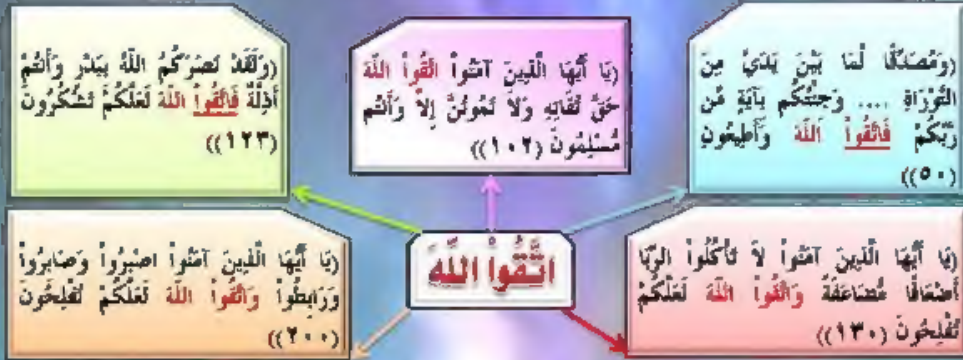 (وَمُصَدِّقًا لِّمَا بَيْنَ يَدَيَّ مِنَ
التَّوْرَاةِ .... وَجِئْتُكُم بِآيَةٍ مِّن
رَّبِّكُمْ فَاتَّقُواْ اللّهَ وَأَطِيعُونِ
(٥٠))
(يَا أَيُّهَا الَّذِينَ آمَنُواْ اتَّقُواْ اللّهَ
حَقَّ تُقَاتِهِ وَلاَ تَمُوتُنَّ إِلاَّ وَأَنتُم
مُّسْلِمُونَ (١٠٢))
(وَلَقَدْ نَصَرَكُمُ اللّهُ بِبَدْرٍ وَأَنتُمْ
أَذِلَّةٌ فَاتَّقُواْ اللّهَ لَعَلَّكُمْ تَشْكُرُونَ
(١٢٣))
اتَّقُواْ اللّهَ
(يَا أَيُّهَا الَّذِينَ آمَنُواْ لاَ تَأْكُلُواْ الرِّبَا
أَضْعَافًا مُّضَاعَفَةً وَاتَّقُواْ اللّهَ لَعَلَّكُمْ
تُفْلِحُونَ (١٣٠))
(يَا أَيُّهَا الَّذِينَ آمَنُواْ اصْبِرُواْ وَصَابِرُواْ
وَرَابِطُواْ وَاتَّقُواْ اللّهَ لَعَلَّكُمْ تُفْلِحُونَ
(٢٠٠))